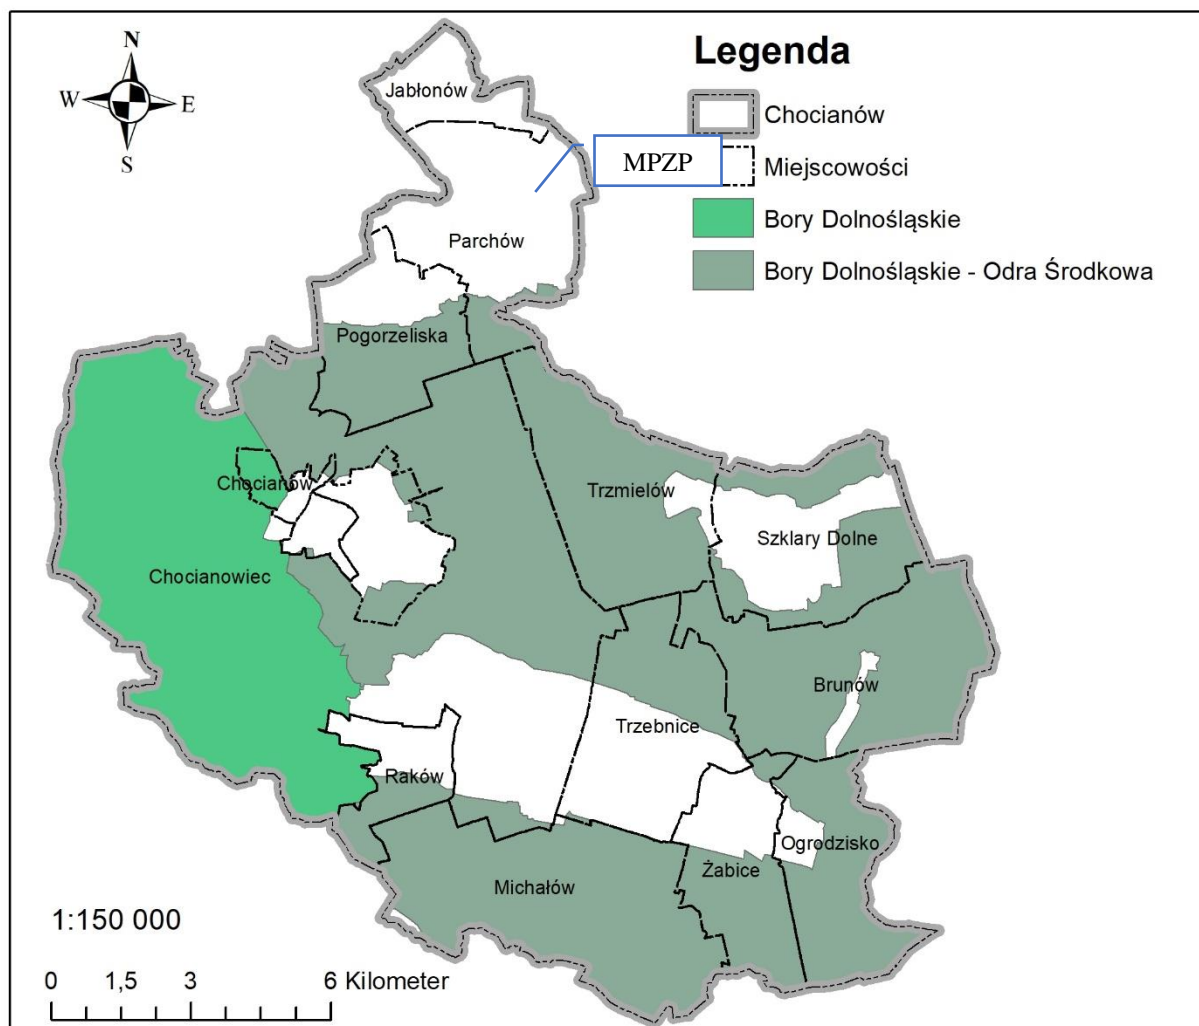 N
W E
S
Legenda
Chocianów
Miejscowości
Bory Dolnośląskie
Bory Dolnośląskie - Odra Środkowa
MPZP
Jabłonów
Parchów
Pogorzeliska
Chocianów
Trzmielów
Szklary Dolne
Chocianowiec
Brunów
Trzebnice
Raków
Ogrodzisko
Żabice
Michałów
1:150 000
0 1,5 3 6 Kilometer